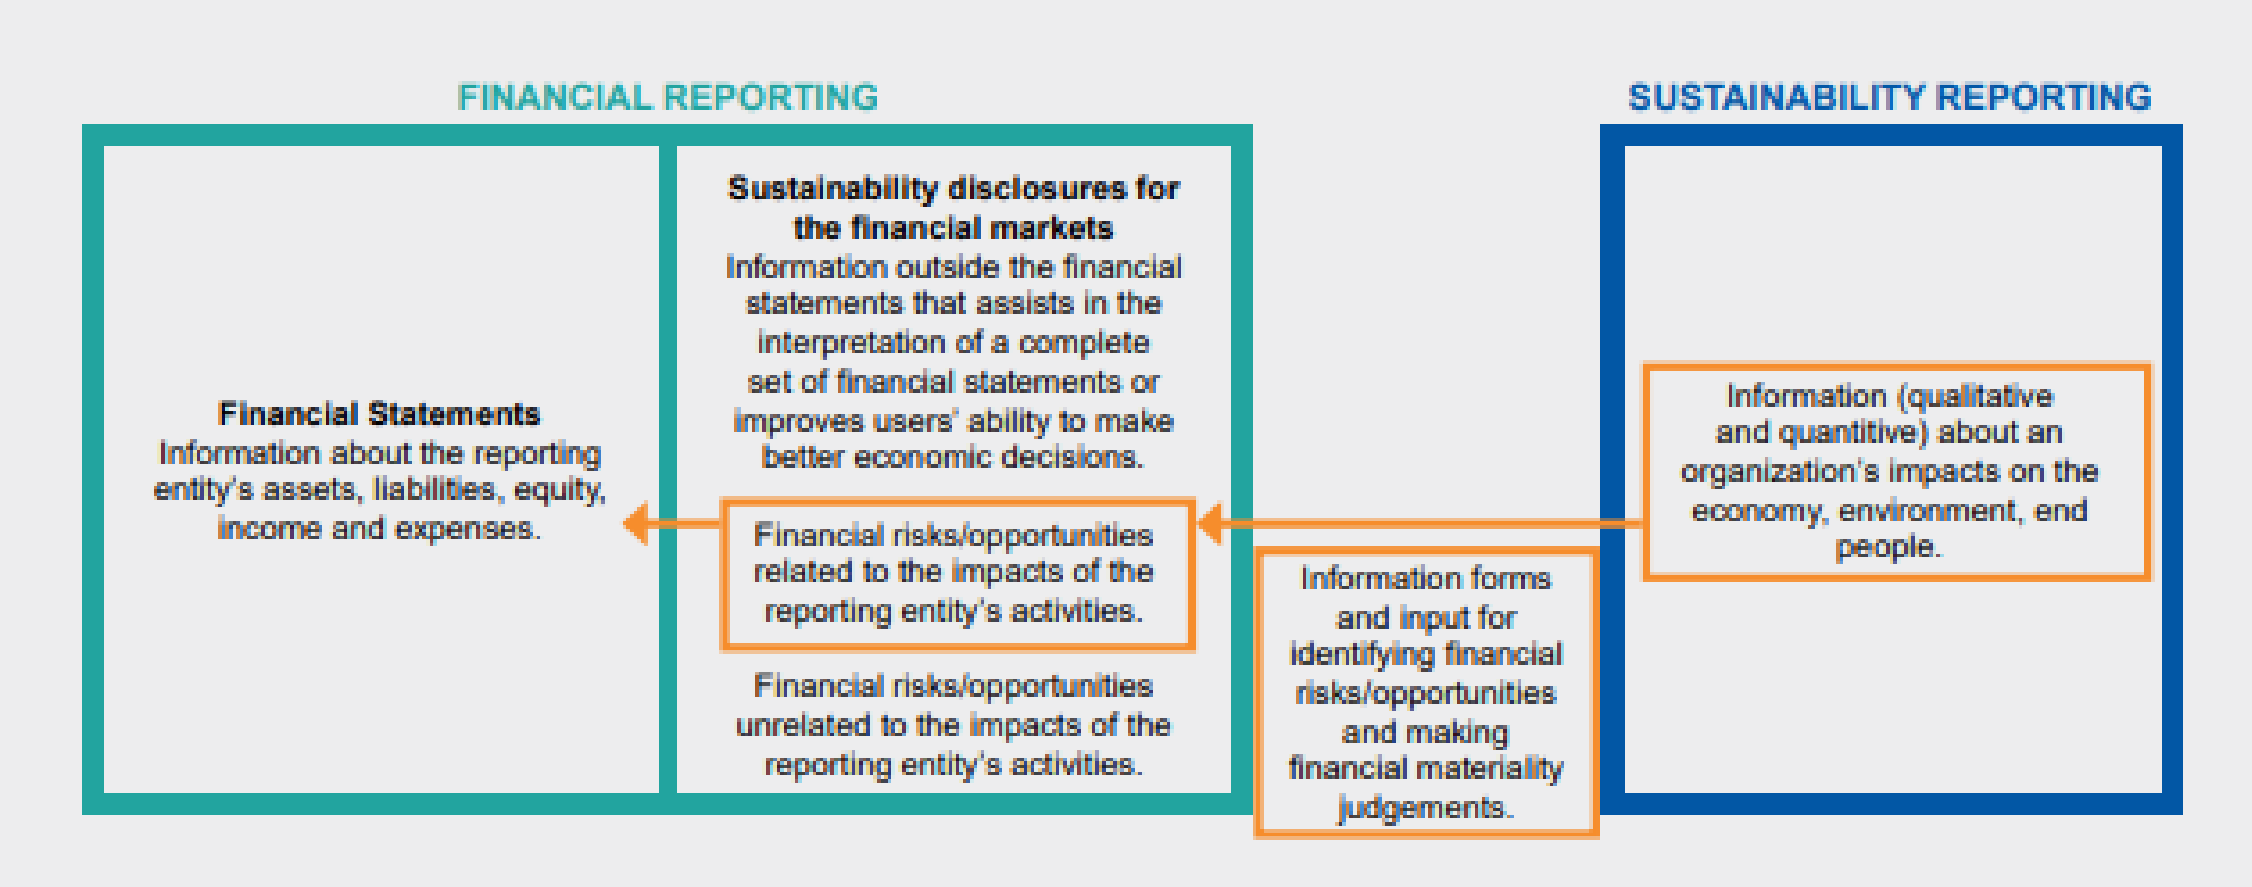 FINANCIAL REPORTING
Financial Statements
Information about the reporting
entity's assets, liabilities, equity,
income and expenses.
Sustainability disclosures for
the financial markets
Information outside the financial
statements that assists in the
interpretation of a complete
set of financial statements or
improves users' ability to make
better economic decisions.
Financial risks/opportunities
related to the impacts of the
reporting entity's activities.
Financial risks/opportunities
unrelated to the impacts of the
reporting entity's activities.
Information forms
and input for
identifying financial
risks/opportunities
and making
financial materiality
judgements.
SUSTAINABILITY REPORTING
Information (qualitative
and quantitive) about an
organization's impacts on the
economy, environment, end
people.